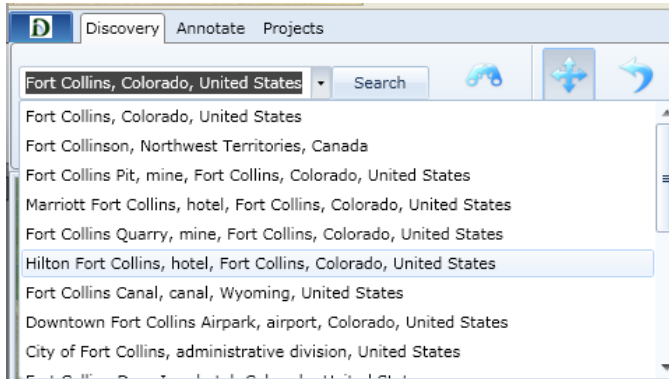 D
Discovery Annotate Projects
Fort Collins, Colorado, United States Search
Fort Collins, Colorado, United States
Fort Collinson, Northwest Territories, Canada
Fort Collins Pit, mine, Fort Collins, Colorado, United States
Marriott Fort Collins, hotel, Fort Collins, Colorado, United States
Fort Collins Quarry, mine, Fort Collins, Colorado, United States
Hilton Fort Collins, hotel, Fort Collins, Colorado, United States
Fort Collins Canal, canal, Wyoming, United States
Downtown Fort Collins Airpark, airport, Colorado, United States
City of Fort Collins, administrative division, United States